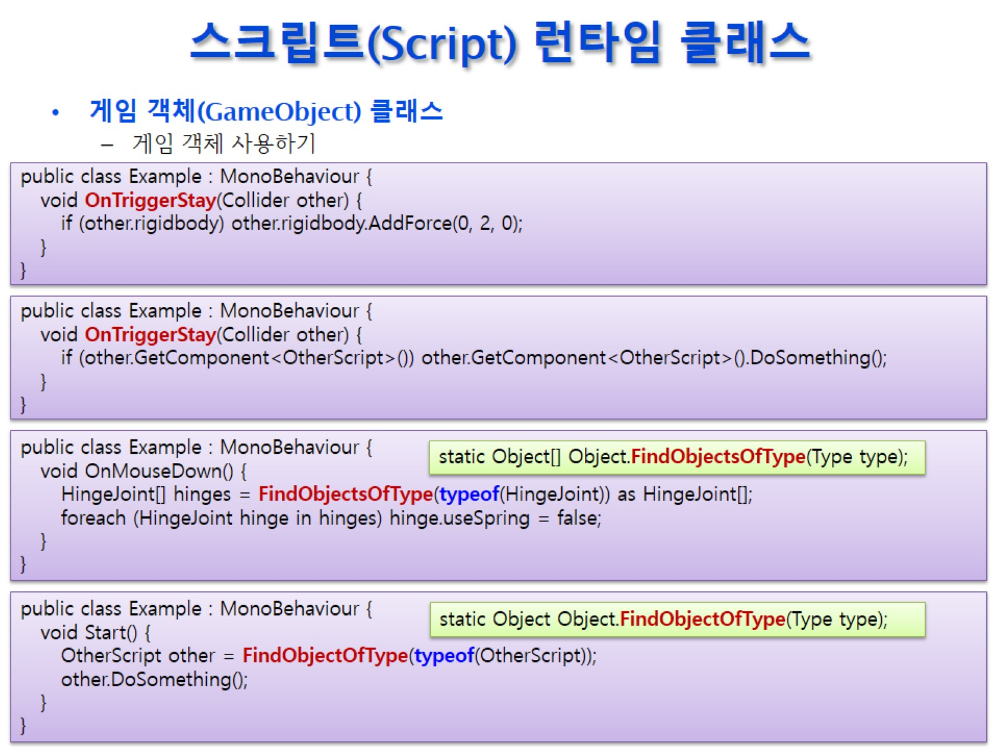 스크립트(Script) 런타임 클래스
• 게임 객체(GameObject) 클래스
– 게임 객체 사용하기
public class Example : MonoBehaviour {
void OnTriggerStay(Collider other) {
if (other.rigidbody) other.rigidbody.AddForce(0, 2, 0);
}
}
public class Example : MonoBehaviour {
void OnTriggerStay(Collider other) {
if (other.GetComponent<OtherScript>()) other.GetComponent<OtherScript>().DoSomething();
}
}
public class Example : MonoBehaviour {
static Object[] Object.FindObjectsOfType(Type type);
void OnMouseDown() {
HingeJoint[] hinges = FindObjectsOfType(typeof(HingeJoint)) as HingeJoint[];
foreach (HingeJoint hinge in hinges) hinge.useSpring = false;
}
}
public class Example : MonoBehaviour {
static Object Object.FindObjectOfType(Type type);
void Start() {
OtherScript other = FindObjectOfType(typeof(OtherScript));
other.DoSomething();
}
}